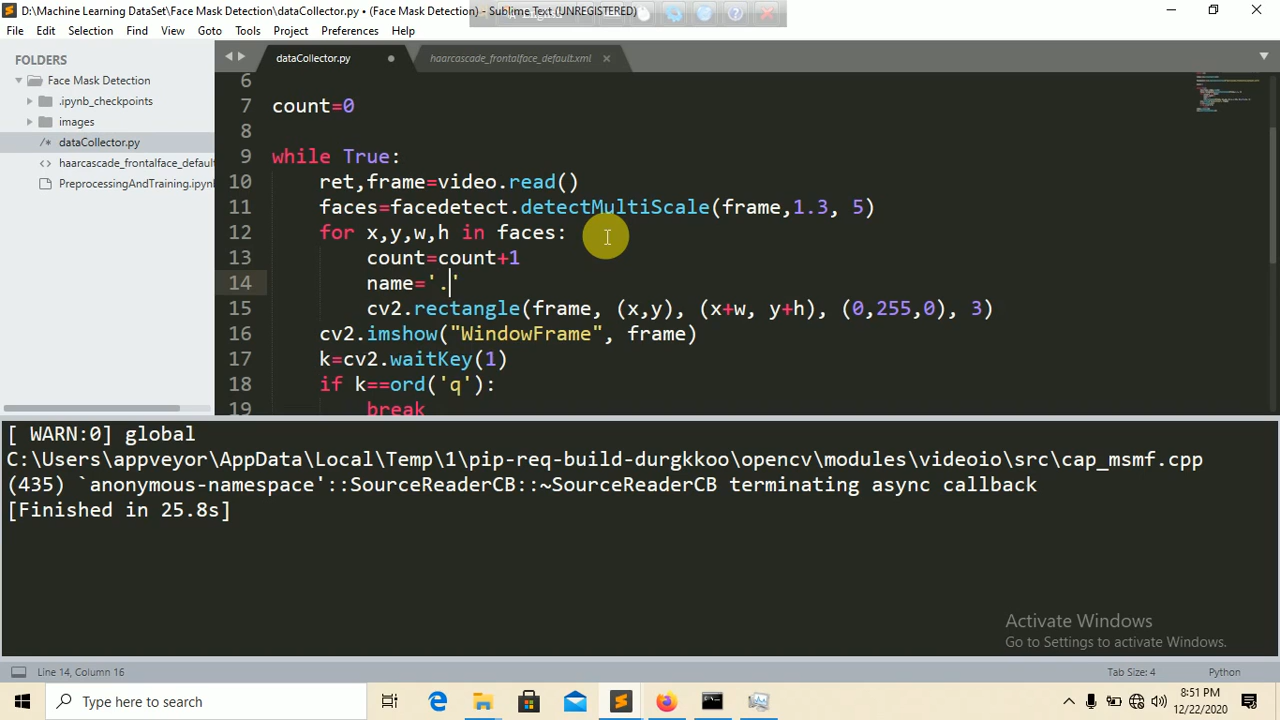 D:\Machine Learning DataSet\Face Mask Detection\dataCollector.py • (Face Mask Detection) - Sublime Text (UNREGISTERED)
File Edit Selection Find View Goto Tools Project Preferences Help
FOLDERS
Face Mask Detection
.ipynb_checkpoints
images
dataCollector.py
haarcascade_frontalface_default
PreprocessingAndTraining.ipynb
dataCollector.py
haarcascade_frontalface_default.xml
6
7 count=0
8
9 while True:
10 ret,frame=video.read()
11 faces=facedetect.detectMultiScale(frame,1.3, 5)
12 for x,y,w,h in faces:
13 count=count+1
14 name='.'
15 cv2.rectangle(frame, (x,y), (x+w, y+h), (0,255,0), 3)
16 cv2.imshow("WindowFrame", frame)
17 k=cv2.waitKey(1)
18 if k==ord('q'):
19 break
[ WARN:0] global
C:\Users\appveyor\AppData\Local\Temp\1\pip-req-build-durgkkoo\opencv\modules\videoio\src\cap_msmf.cpp
(435) `anonymous-namespace'::SourceReaderCB::~SourceReaderCB terminating async callback
[Finished in 25.8s]
Activate Windows
Go to Settings to activate Windows.
Line 14, Column 16
Tab Size: 4
Python
Type here to search
8:51 PM
12/22/2020